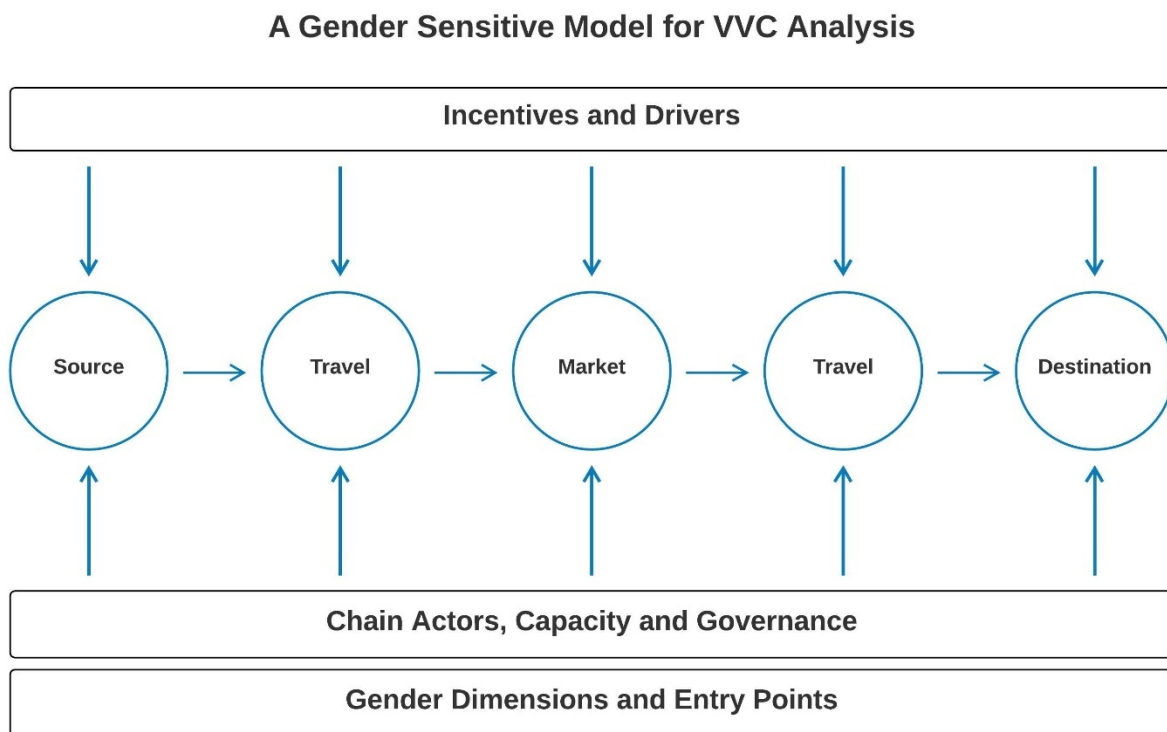 A Gender Sensitive Model for VVC Analysis
Incentives and Drivers
Source
Travel
Market
Travel
Destination
Chain Actors, Capacity and Governance
Gender Dimensions and Entry Points